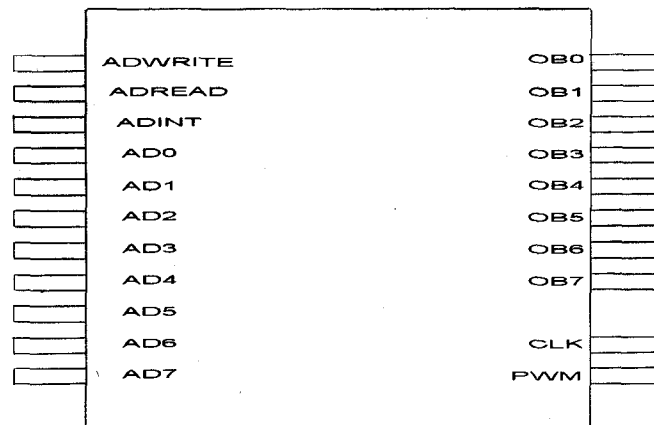 ADWRITE OB0
ADREAD OB1
ADINT OB2
AD0 OB3
AD1 OB4
AD2 OB5
AD3 OB6
AD4 OB7
AD5
AD6 CLK
AD7 PWM